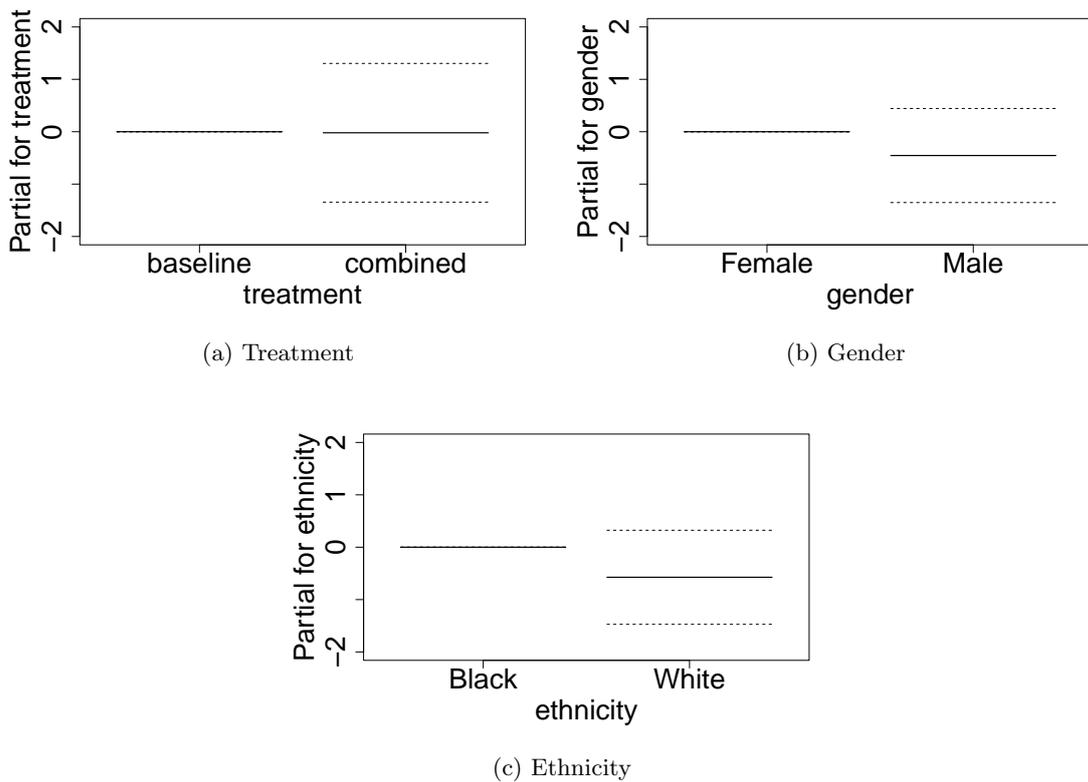 Partial for treatment
2
1
0
−2
baseline
combined
treatment
(a) Treatment
Partial for gender
2
1
0
−2
Female
Male
gender
(b) Gender
Partial for ethnicity
2
1
0
−2
Black
White
ethnicity
(c) Ethnicity